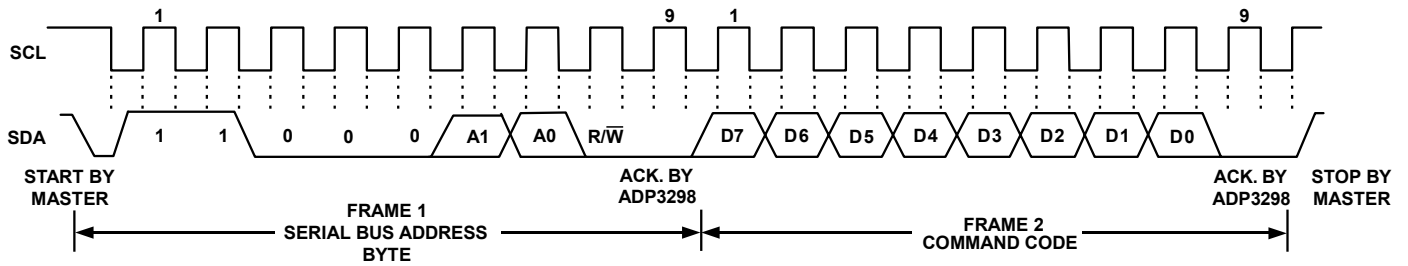 1 9 1 9
SCL
SDA 1 1 0 0 0 A1 A0 R/W̅ D7 D6 D5 D4 D3 D2 D1 D0
START BY
MASTER
ACK. BY
ADP3298
ACK. BY
ADP3298
STOP BY
MASTER
FRAME 1
SERIAL BUS ADDRESS
BYTE
FRAME 2
COMMAND CODE